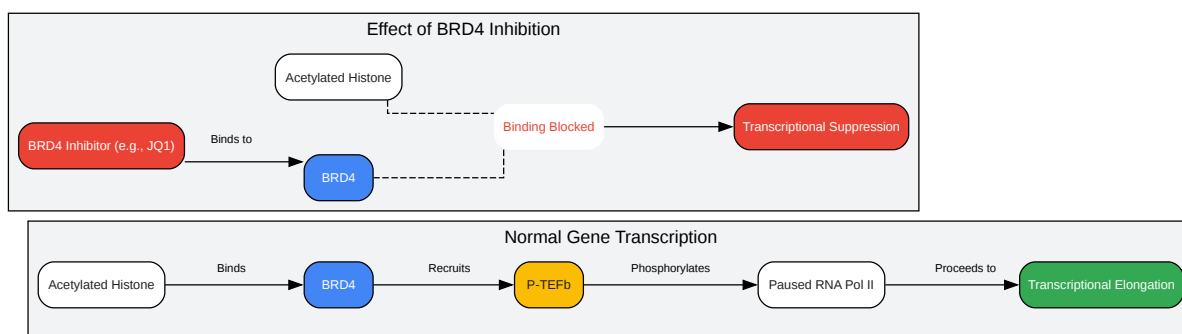 Effect of BRD4 Inhibition
Acetylated Histone
BRD4 Inhibitor (e.g., JQ1)
Binds to
BRD4
Binding Blocked
Transcriptional Suppression
Normal Gene Transcription
Acetylated Histone
Binds
BRD4
Recruits
P-TEFb
Phosphorylates
Paused RNA Pol II
Proceeds to
Transcriptional Elongation